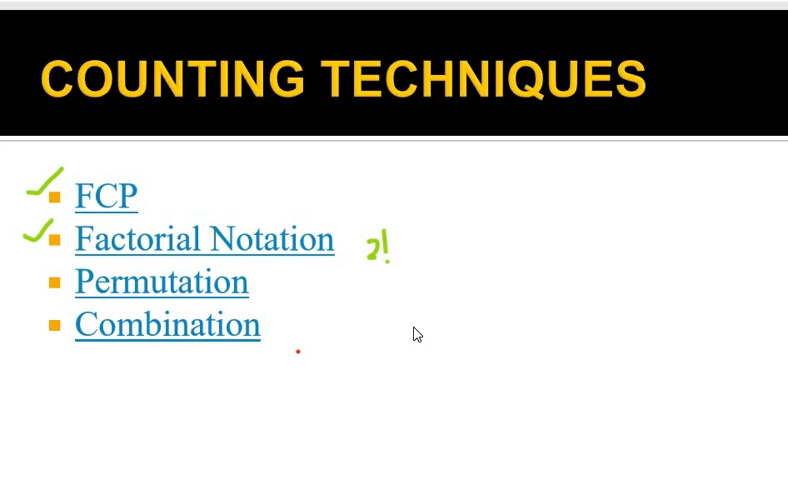 COUNTING TECHNIQUES
FCP
Factorial Notation 2!
Permutation
Combination